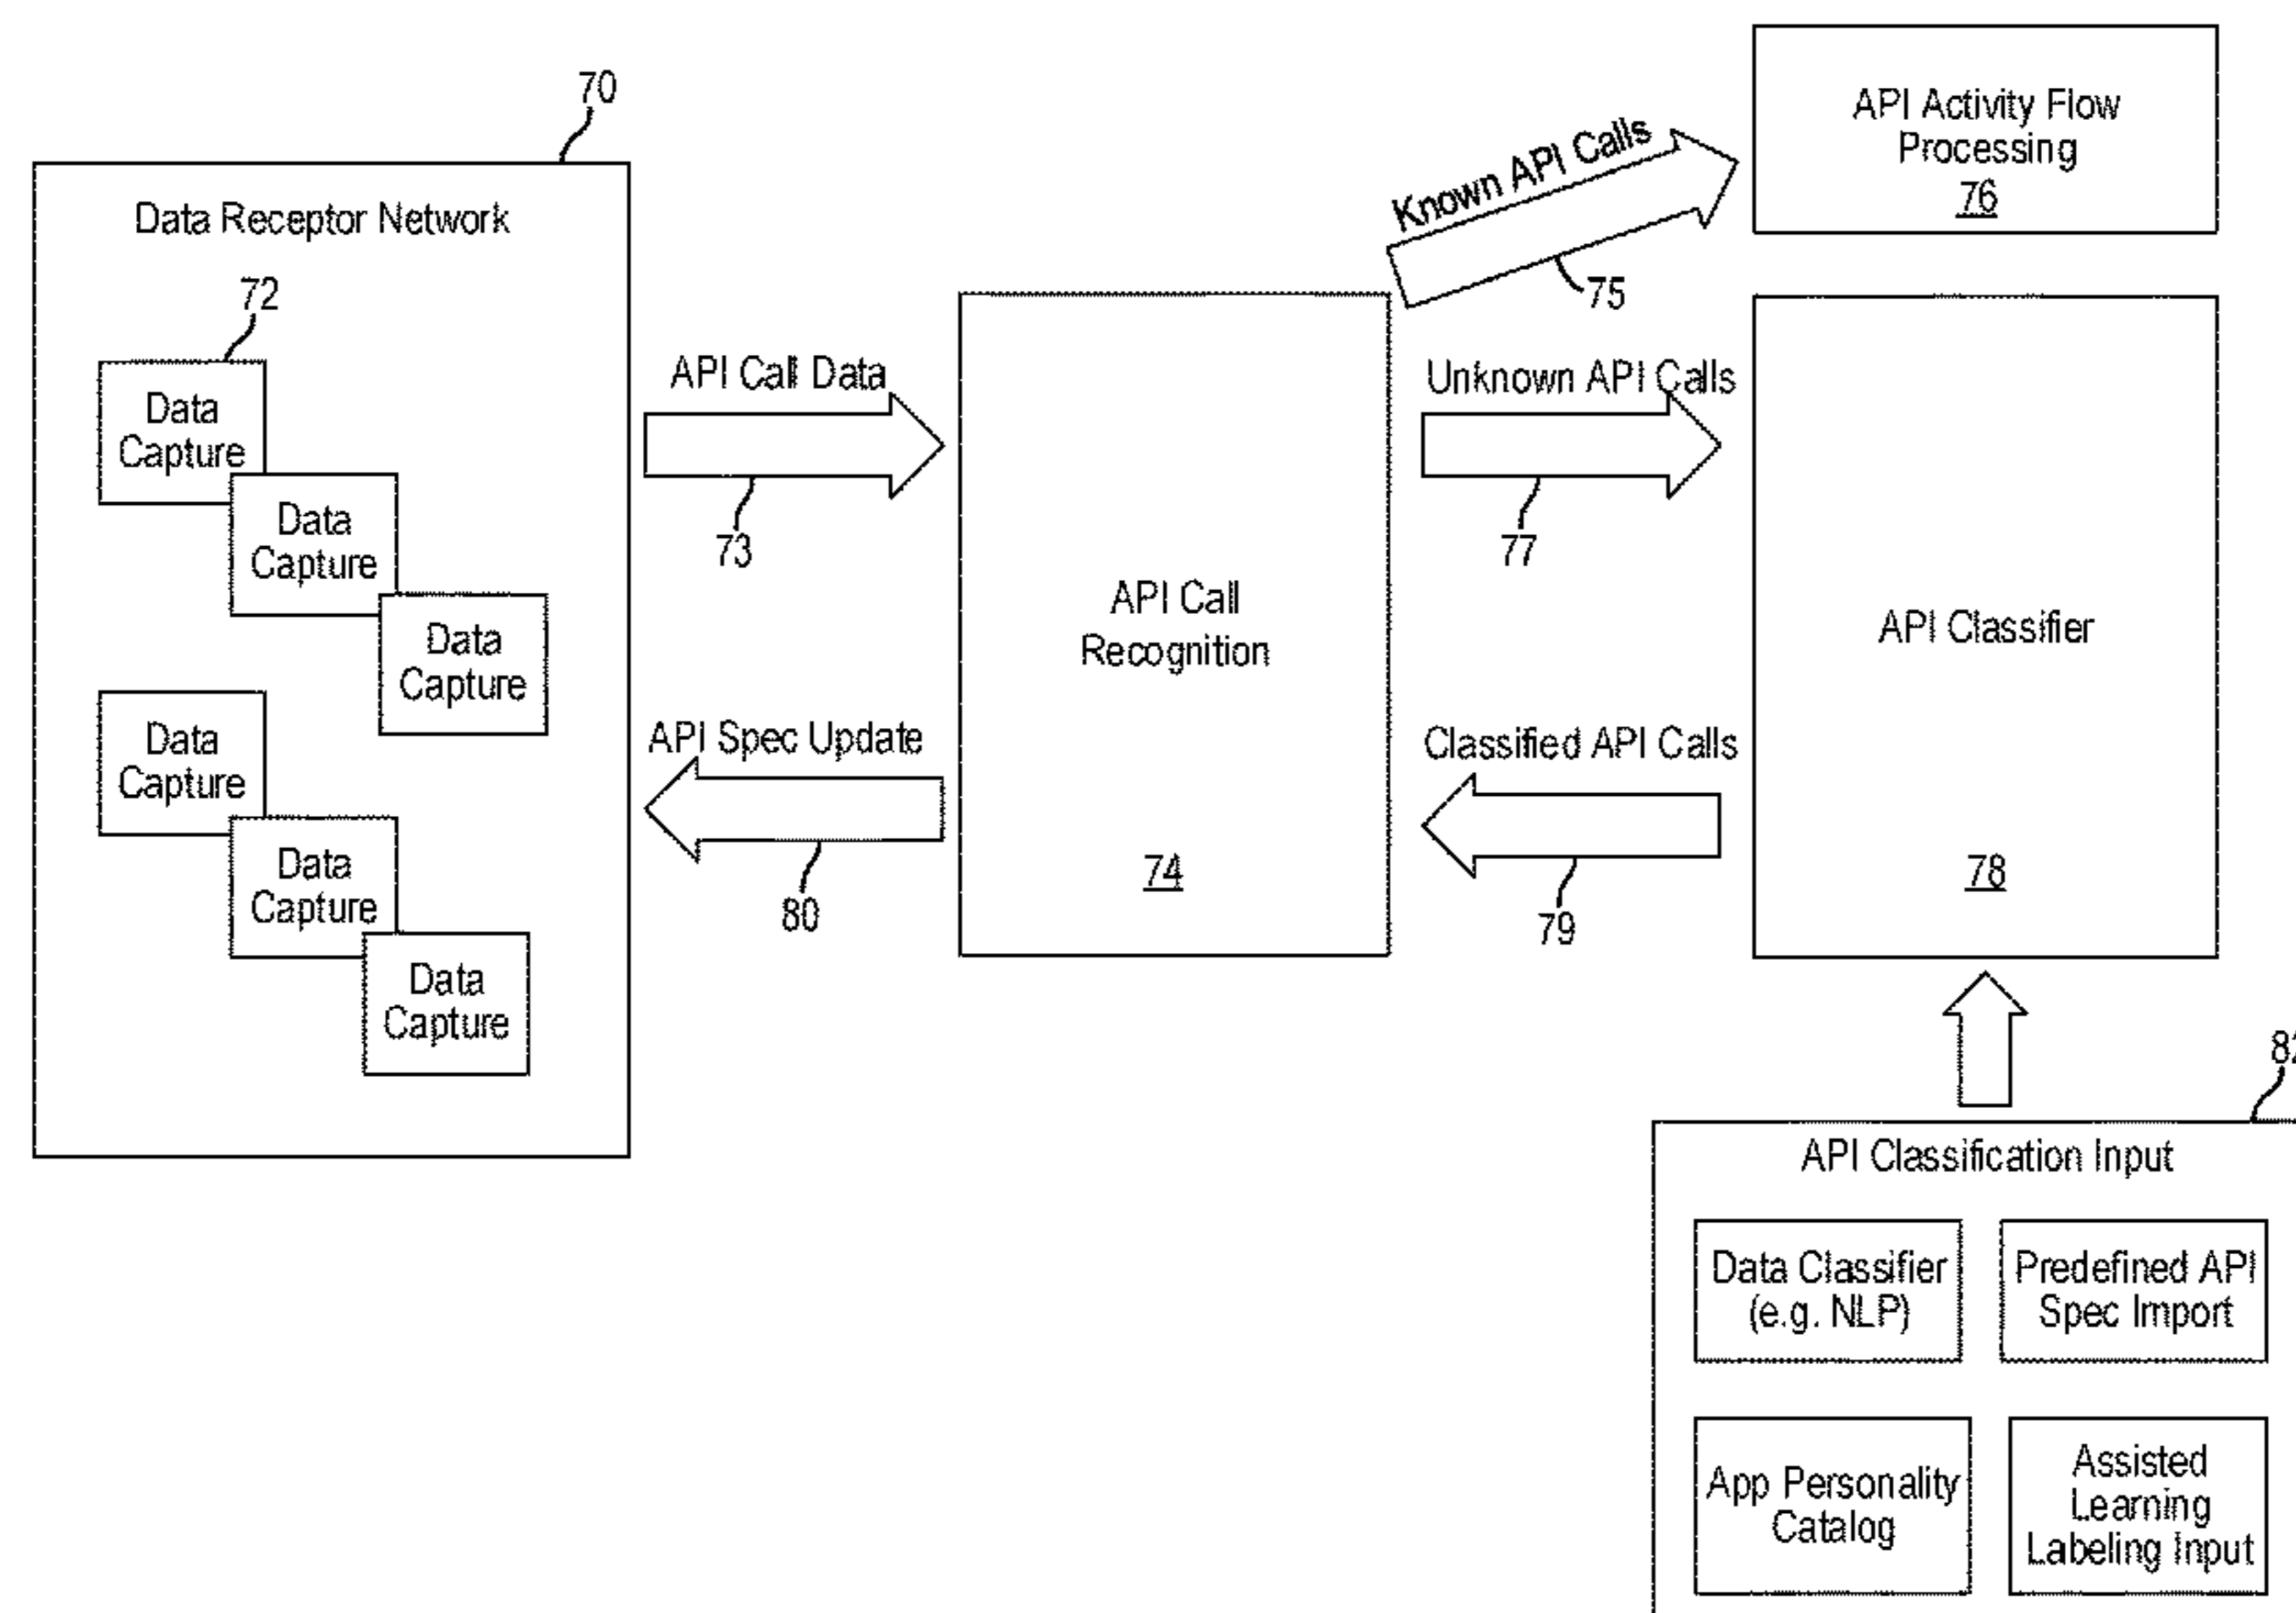 70
Data Receptor Network
72
Data
Capture
Data
Capture
Data
Capture
Data
Capture
Data
Capture
Data
Capture
API Call Data
73
API Spec Update
80
API Call
Recognition
74
Known API Calls
75
Unknown API Calls
77
Classified API Calls
79
API Activity Flow
Processing
76
API Classifier
78
82
API Classification Input
Data Classifier
(e.g. NLP)
Predefined API
Spec Import
App Personality
Catalog
Assisted
Learning
Labeling Input